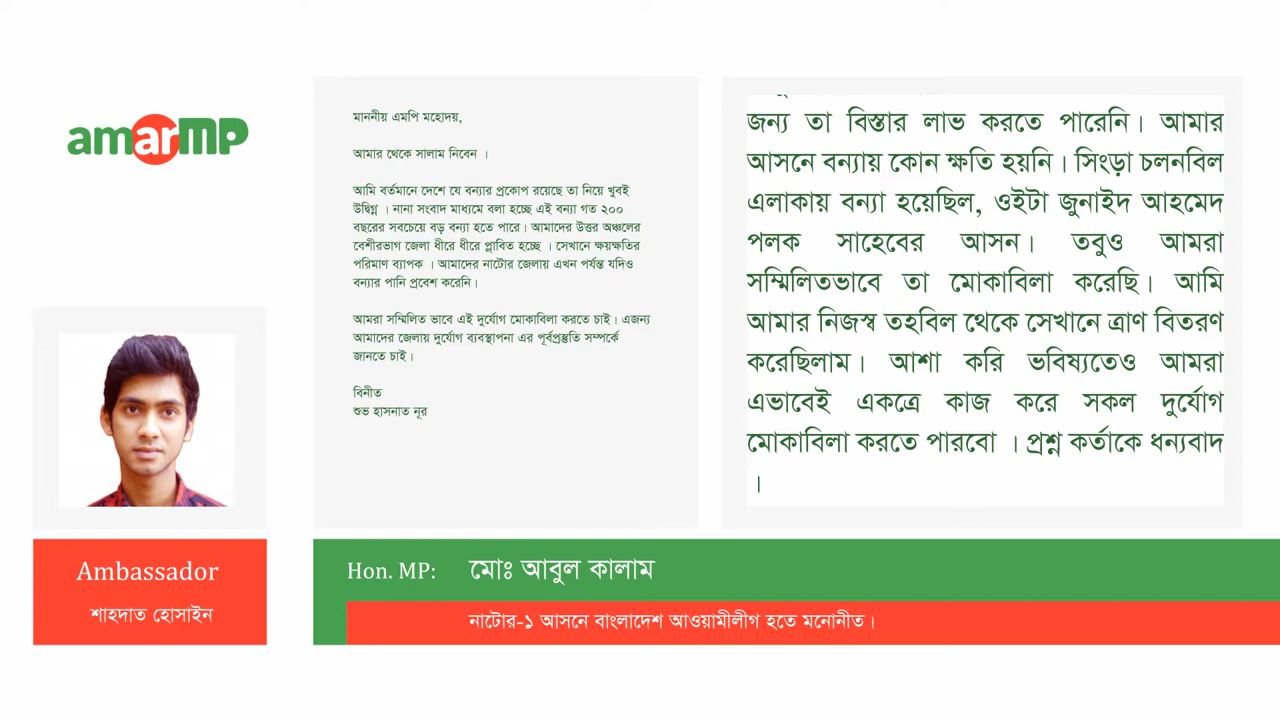 amarMP
মাননীয় এমপি মহোদয়,
আমার থেকে সালাম নিবেন ।
আমি বর্তমানে দেশে যে বন্যার প্রকোপ রয়েছে তা নিয়ে খুবই
উদ্বিগ্ন । নানা সংবাদ মাধ্যমে বলা হচ্ছে এই বন্যা গত ২০০
বছরের সবচেয়ে বড় বন্যা হতে পারে। আমাদের উত্তর অঞ্চলের
বেশীরভাগ জেলা ধীরে ধীরে প্লাবিত হচ্ছে । সেখানে ক্ষয়ক্ষতির
পরিমাণ ব্যাপক । আমাদের নাটোর জেলায় এখন পর্যন্ত যদিও
বন্যার পানি প্রবেশ করেনি।
আমরা সম্মিলিত ভাবে এই দুর্যোগ মোকাবিলা করতে চাই। এজন্য
আমাদের জেলায় দুর্যোগ ব্যবস্থাপনা এর পূর্বপ্রস্তুতি সম্পর্কে
জানতে চাই।
বিনীত
শুভ হাসনাত নূর
জন্য তা বিস্তার লাভ করতে পারেনি। আমার
আসনে বন্যায় কোন ক্ষতি হয়নি। সিংড়া চলনবিল
এলাকায় বন্যা হয়েছিল, ওইটা জুনাইদ আহমেদ
পলক সাহেবের আসন। তবুও আমরা
সম্মিলিতভাবে তা মোকাবিলা করেছি। আমি
আমার নিজস্ব তহবিল থেকে সেখানে ত্রাণ বিতরণ
করেছিলাম। আশা করি ভবিষ্যতেও আমরা
এভাবেই একত্রে কাজ করে সকল দুর্যোগ
মোকাবিলা করতে পারবো । প্রশ্ন কর্তাকে ধন্যবাদ
।
Ambassador
শাহদাত হোসাইন
Hon. MP: মোঃ আবুল কালাম
নাটোর-১ আসনে বাংলাদেশ আওয়ামীলীগ হতে মনোনীত।